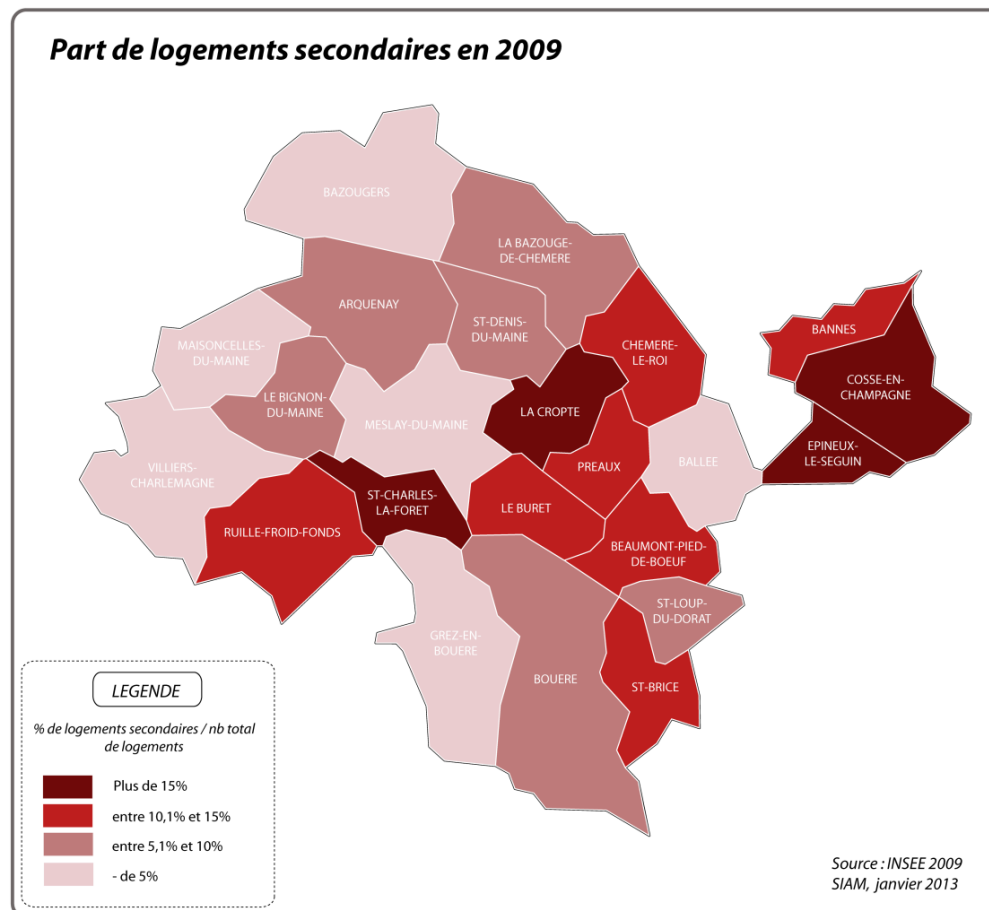 Part de logements secondaires en 2009
BAZOUGERS
LA BAZOUGE-
DE-CHEMERE
ARQUENAY
ST-DENIS-
DU-MAINE
BANNES
MAISONCELLES-
DU-MAINE
CHEMERE-
LE-ROI
COSSE-EN-
CHAMPAGNE
LE BIGNON-
DU-MAINE
LA CROPTE
MESLAY-DU-MAINE
EPINEUX-
LE-SEGUIN
VILLIERS-
CHARLEMAGNE
PREAUX
BALLEE
ST-CHARLES-
LA-FORET
LE BURET
RUILLE-FROID-FONDS
BEAUMONT-PIED-
DE-BOEUF
ST-LOUP-
DU-DORAT
GREZ-EN-
BOUERE
BOUERE
ST-BRICE
LEGENDE
% de logements secondaires / nb total
de logements
Plus de 15%
entre 10,1% et 15%
entre 5,1% et 10%
- de 5%
Source : INSEE 2009
SIAM, janvier 2013